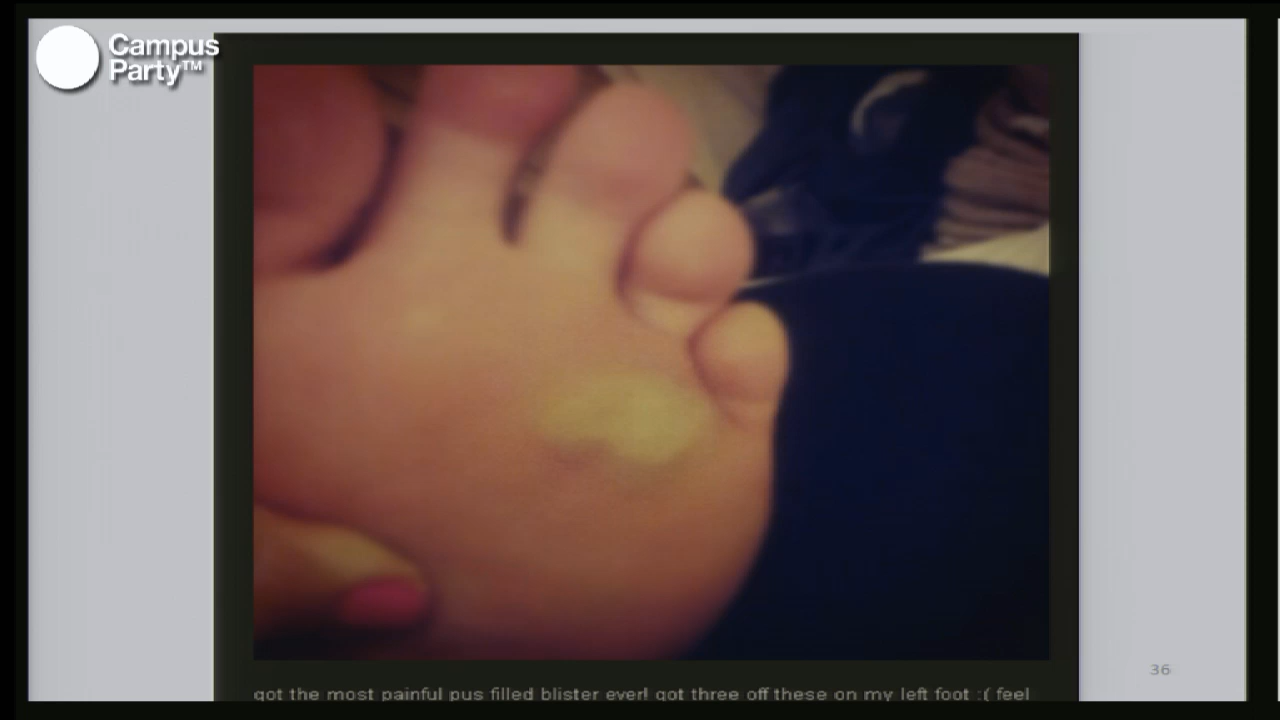 Campus
Party™
36
got the most painful pus filled blister ever! got three off these on my left foot :( feel